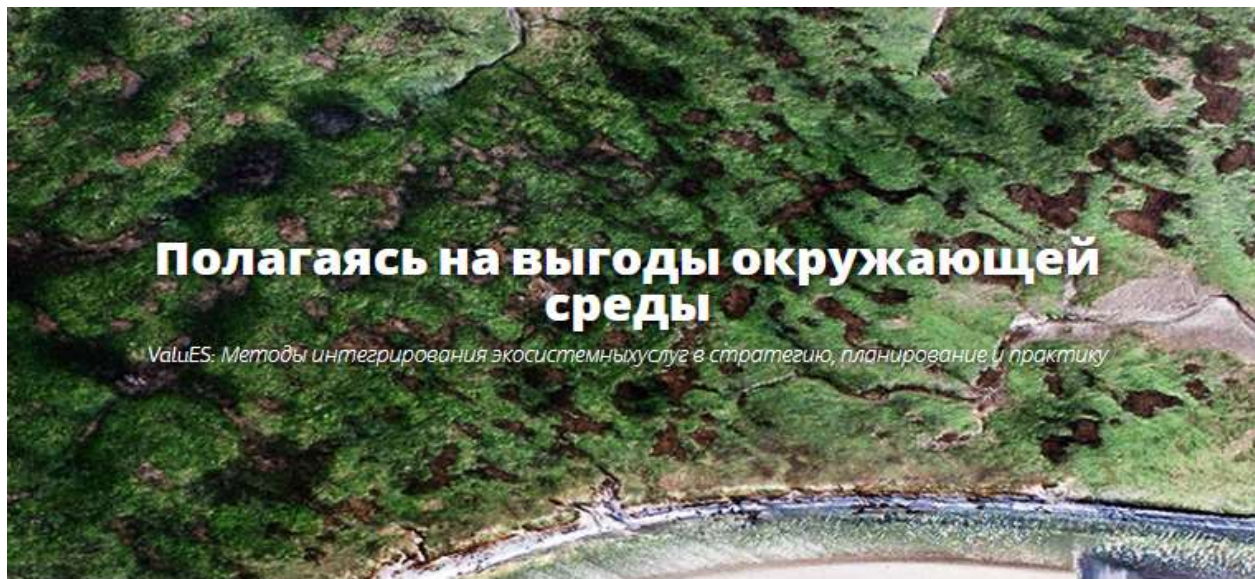 Полагаясь на выгоды окружающей
среды
ValuES: Методы интегрирования экосистемныхуслуг в стратегию, планирование и практику